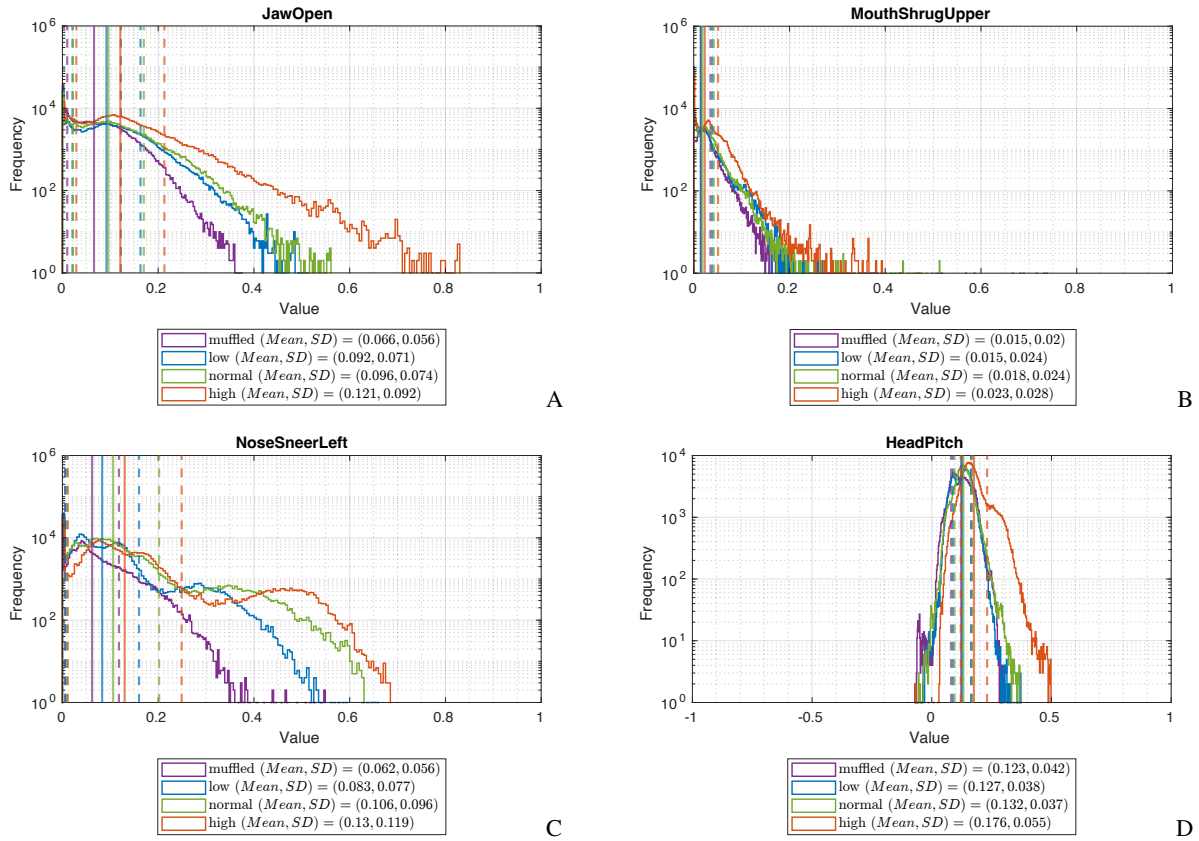 JawOpen
10^6
10^4
10^2
10^0
Frequency
0 0.2 0.4 0.6 0.8 1
Value
muffled (Mean, SD) = (0.066, 0.056)
low (Mean, SD) = (0.092, 0.071)
normal (Mean, SD) = (0.096, 0.074)
high (Mean, SD) = (0.121, 0.092)
A
MouthShrugUpper
10^6
10^4
10^2
10^0
Frequency
0 0.2 0.4 0.6 0.8 1
Value
muffled (Mean, SD) = (0.015, 0.02)
low (Mean, SD) = (0.015, 0.024)
normal (Mean, SD) = (0.018, 0.024)
high (Mean, SD) = (0.023, 0.028)
B
NoseSneerLeft
10^6
10^4
10^2
10^0
Frequency
0 0.2 0.4 0.6 0.8 1
Value
muffled (Mean, SD) = (0.062, 0.056)
low (Mean, SD) = (0.083, 0.077)
normal (Mean, SD) = (0.106, 0.096)
high (Mean, SD) = (0.13, 0.119)
C
HeadPitch
10^4
10^3
10^2
10^1
10^0
Frequency
-1 -0.5 0 0.5 1
Value
muffled (Mean, SD) = (0.123, 0.042)
low (Mean, SD) = (0.127, 0.038)
normal (Mean, SD) = (0.132, 0.037)
high (Mean, SD) = (0.176, 0.055)
D